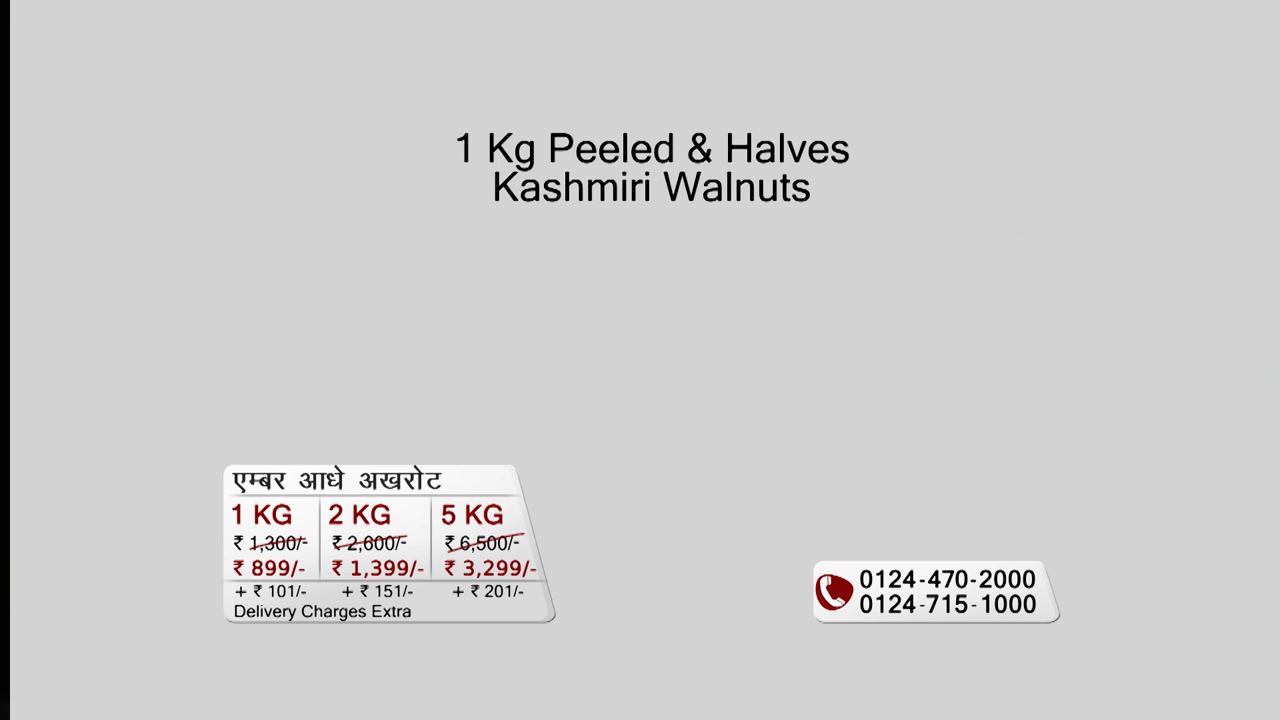 1 Kg Peeled & Halves
Kashmiri Walnuts
एम्बर आधे अखरोट
1 KG 2 KG 5 KG
₹ 1,300/- ₹ 2,600/- ₹ 6,500/-
₹ 899/- ₹ 1,399/- ₹ 3,299/-
+ ₹ 101/- + ₹ 151/- + ₹ 201/-
Delivery Charges Extra
0124-470-2000
0124-715-1000